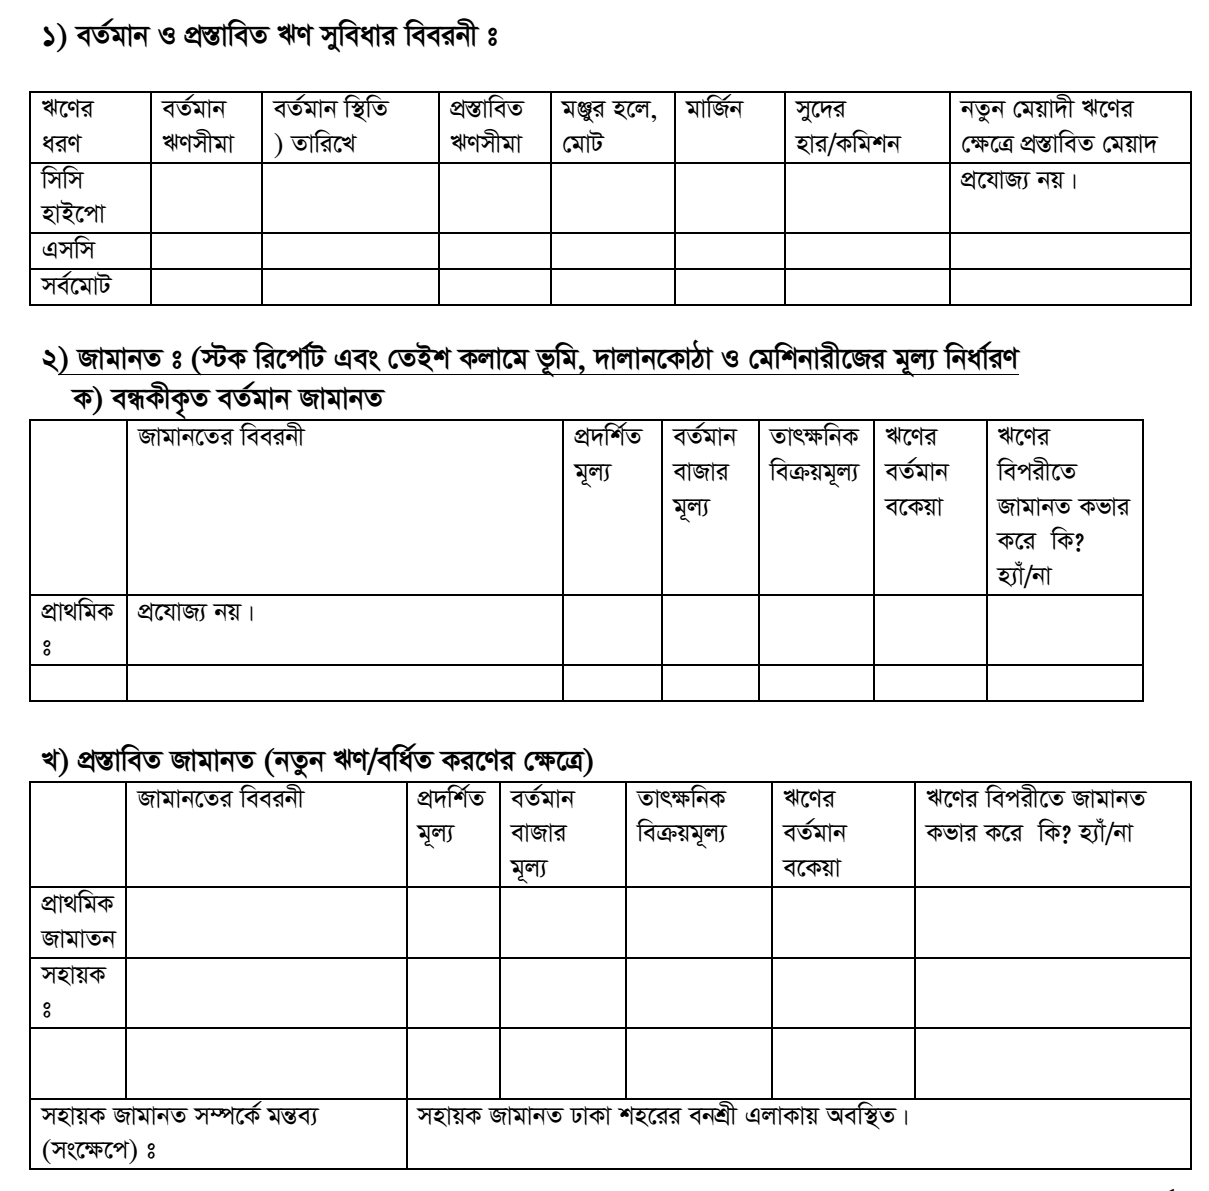 ১) বর্তমান ও প্রস্তাবিত ঋণ সুবিধার বিবরনী ঃ
ঋণের ধরণ বর্তমান ঋণসীমা বর্তমান স্থিতি ) তারিখে প্রস্তাবিত ঋণসীমা মঞ্জুর হলে, মোট মার্জিন সুদের হার/কমিশন নতুন মেয়াদী ঋণের ক্ষেত্রে প্রস্তাবিত মেয়াদ
সিসি হাইপো প্রযোজ্য নয়।
এসসি
সর্বমোট
২) জামানত ঃ (স্টক রিপোর্ট এবং তেইশ কলামে ভূমি, দালানকোঠা ও মেশিনারীজের মূল্য নির্ধারণ
ক) বন্ধকীকৃত বর্তমান জামানত
জামানতের বিবরনী প্রদর্শিত মূল্য বর্তমান বাজার মূল্য তাৎক্ষনিক বিক্রয়মূল্য ঋণের বর্তমান বকেয়া ঋণের বিপরীতে জামানত কভার করে কি? হ্যাঁ/না
প্রাথমিক ঃ প্রযোজ্য নয়।
খ) প্রস্তাবিত জামানত (নতুন ঋণ/বর্ধিত করণের ক্ষেত্রে)
জামানতের বিবরনী প্রদর্শিত মূল্য বর্তমান বাজার মূল্য তাৎক্ষনিক বিক্রয়মূল্য ঋণের বর্তমান বকেয়া ঋণের বিপরীতে জামানত কভার করে কি? হ্যাঁ/না
প্রাথমিক জামাতন
সহায়ক ঃ
সহায়ক জামানত সম্পর্কে মন্তব্য (সংক্ষেপে) ঃ সহায়ক জামানত ঢাকা শহরের বনশ্রী এলাকায় অবস্থিত।